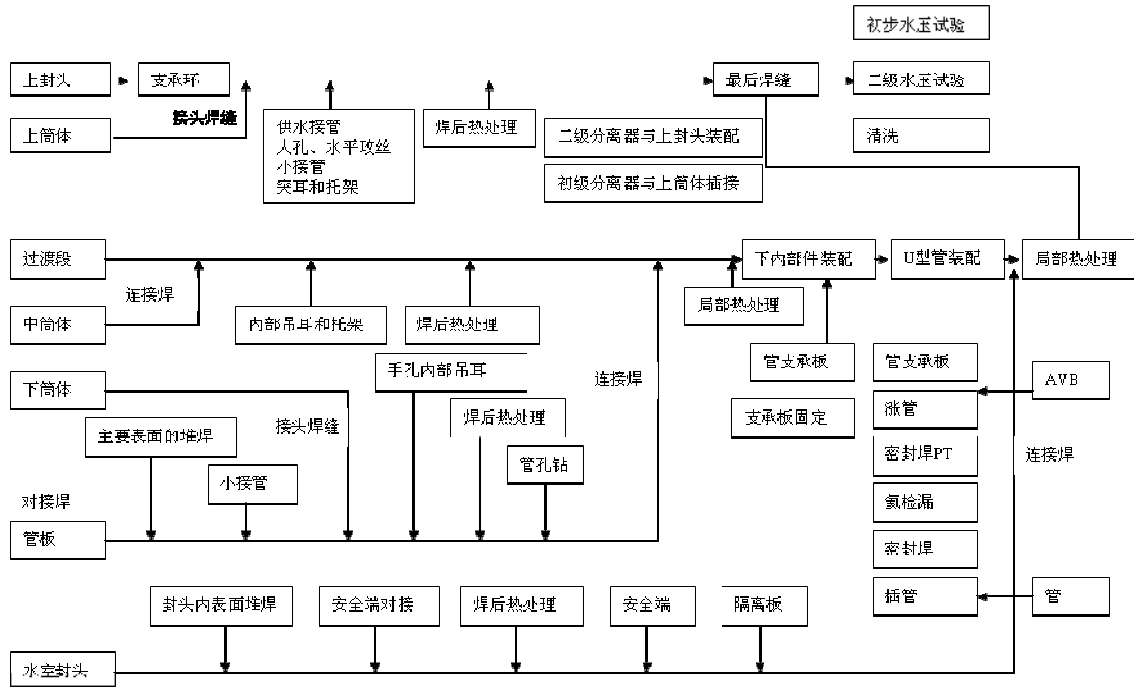 初步水压试验
上封头
支承环
最后焊缝
二级水压试验
接头焊缝
上筒体
供水接管
人孔、水平攻丝
小接管
突耳和托架
焊后热处理
二级分离器与上封头装配
清洗
初级分离器与上筒体插接
过渡段
下内部件装配
U型管装配
局部热处理
连接焊
局部热处理
中筒体
内部吊耳和托架
焊后热处理
手孔内部吊耳
连接焊
管支承板
管支承板
下筒体
AVB
涨管
接头焊缝
焊后热处理
支承板固定
主要表面的堆焊
密封焊PT
连接焊
管孔钻
小接管
对接焊
氦检漏
管板
密封焊
封头内表面堆焊
安全端对接
焊后热处理
安全端
隔离板
插管
管
水室封头